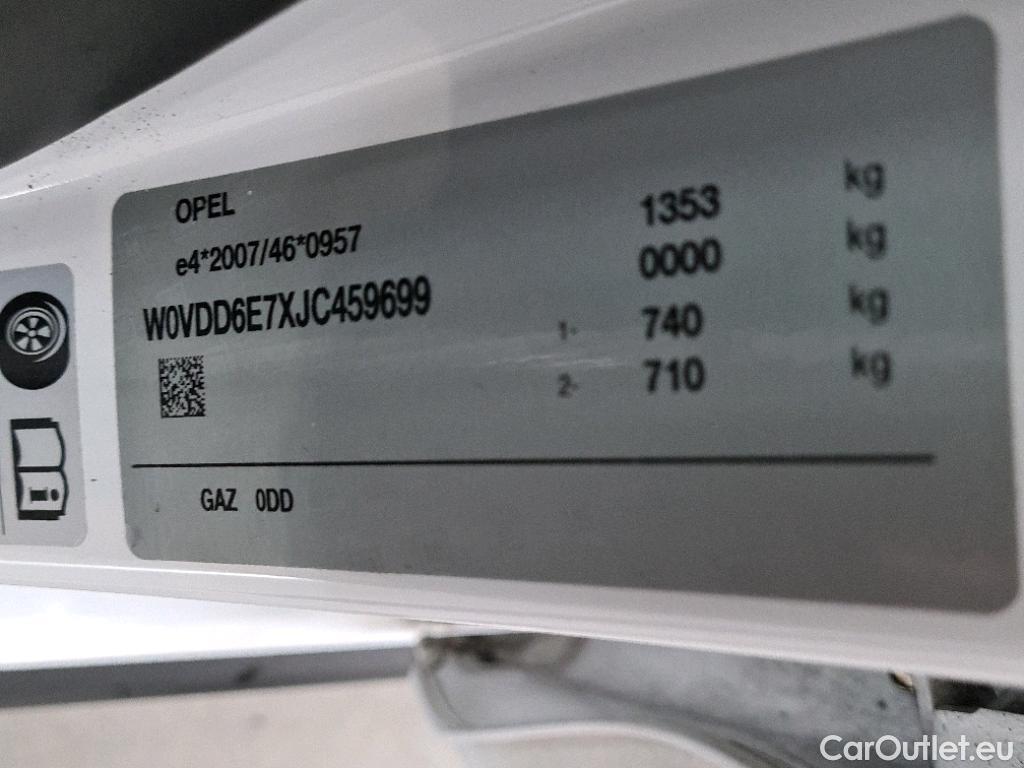 OPEL
e4*2007/46*0957
W0VDD6E7XJC459699
1353 kg
0000 kg
1- 740 kg
2- 710 kg
GAZ 0DD
CarOutlet.eu